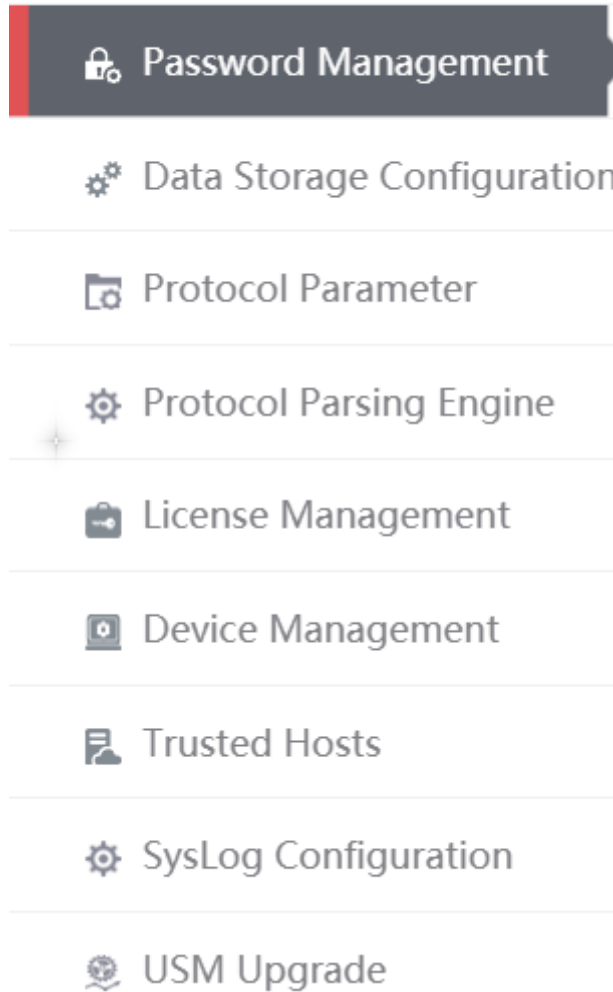 Password Management
Data Storage Configuration
Protocol Parameter
Protocol Parsing Engine
License Management
Device Management
Trusted Hosts
SysLog Configuration
USM Upgrade